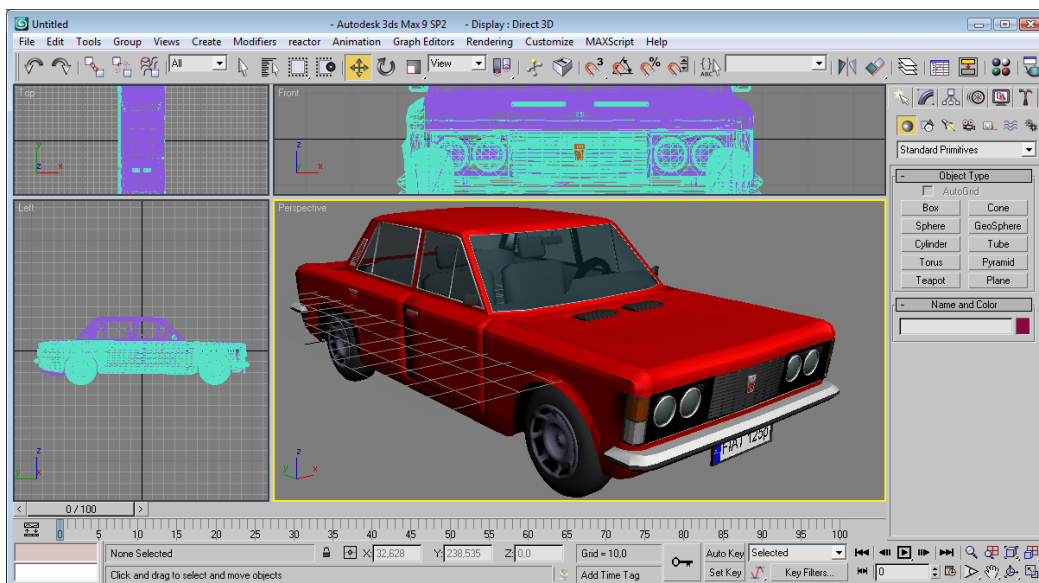 Untitled - Autodesk 3ds Max 9 SP2 - Display : Direct 3D
File Edit Tools Group Views Create Modifiers reactor Animation Graph Editors Rendering Customize MAXScript Help
All View
Top Front
Left Perspective
Standard Primitives
- Object Type
AutoGrid
Box Cone
Sphere GeoSphere
Cylinder Tube
Torus Pyramid
Teapot Plane
- Name and Color
FIAT 125p
z y x
< 0 / 100 >
0 5 10 15 20 25 30 35 40 45 50 55 60 65 70 75 80 85 90 95 100
None Selected X: 32,628 Y: 238,535 Z: 0,0 Grid = 10,0 Auto Key Selected
Click and drag to select and move objects Add Time Tag Set Key Key Filters... 0